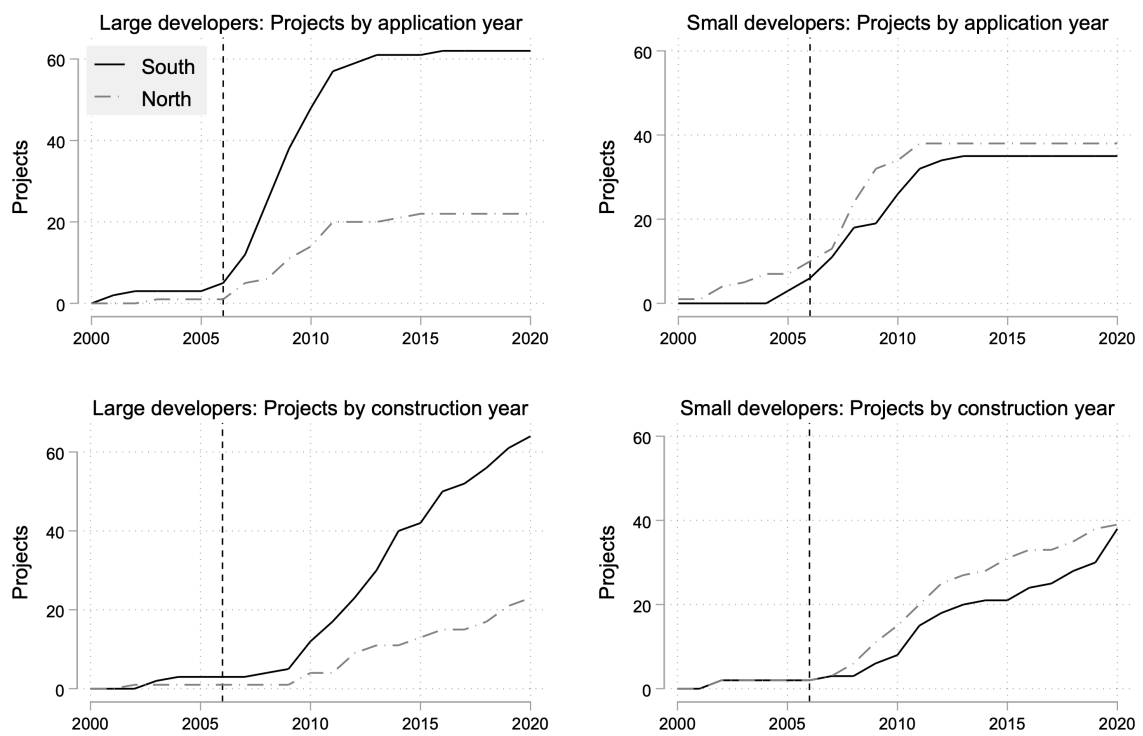 Large developers: Projects by application year
South
North
Projects
60
40
20
0
2000 2005 2010 2015 2020
Small developers: Projects by application year
Projects
60
40
20
0
2000 2005 2010 2015 2020
Large developers: Projects by construction year
Projects
60
40
20
0
2000 2005 2010 2015 2020
Small developers: Projects by construction year
Projects
60
40
20
0
2000 2005 2010 2015 2020